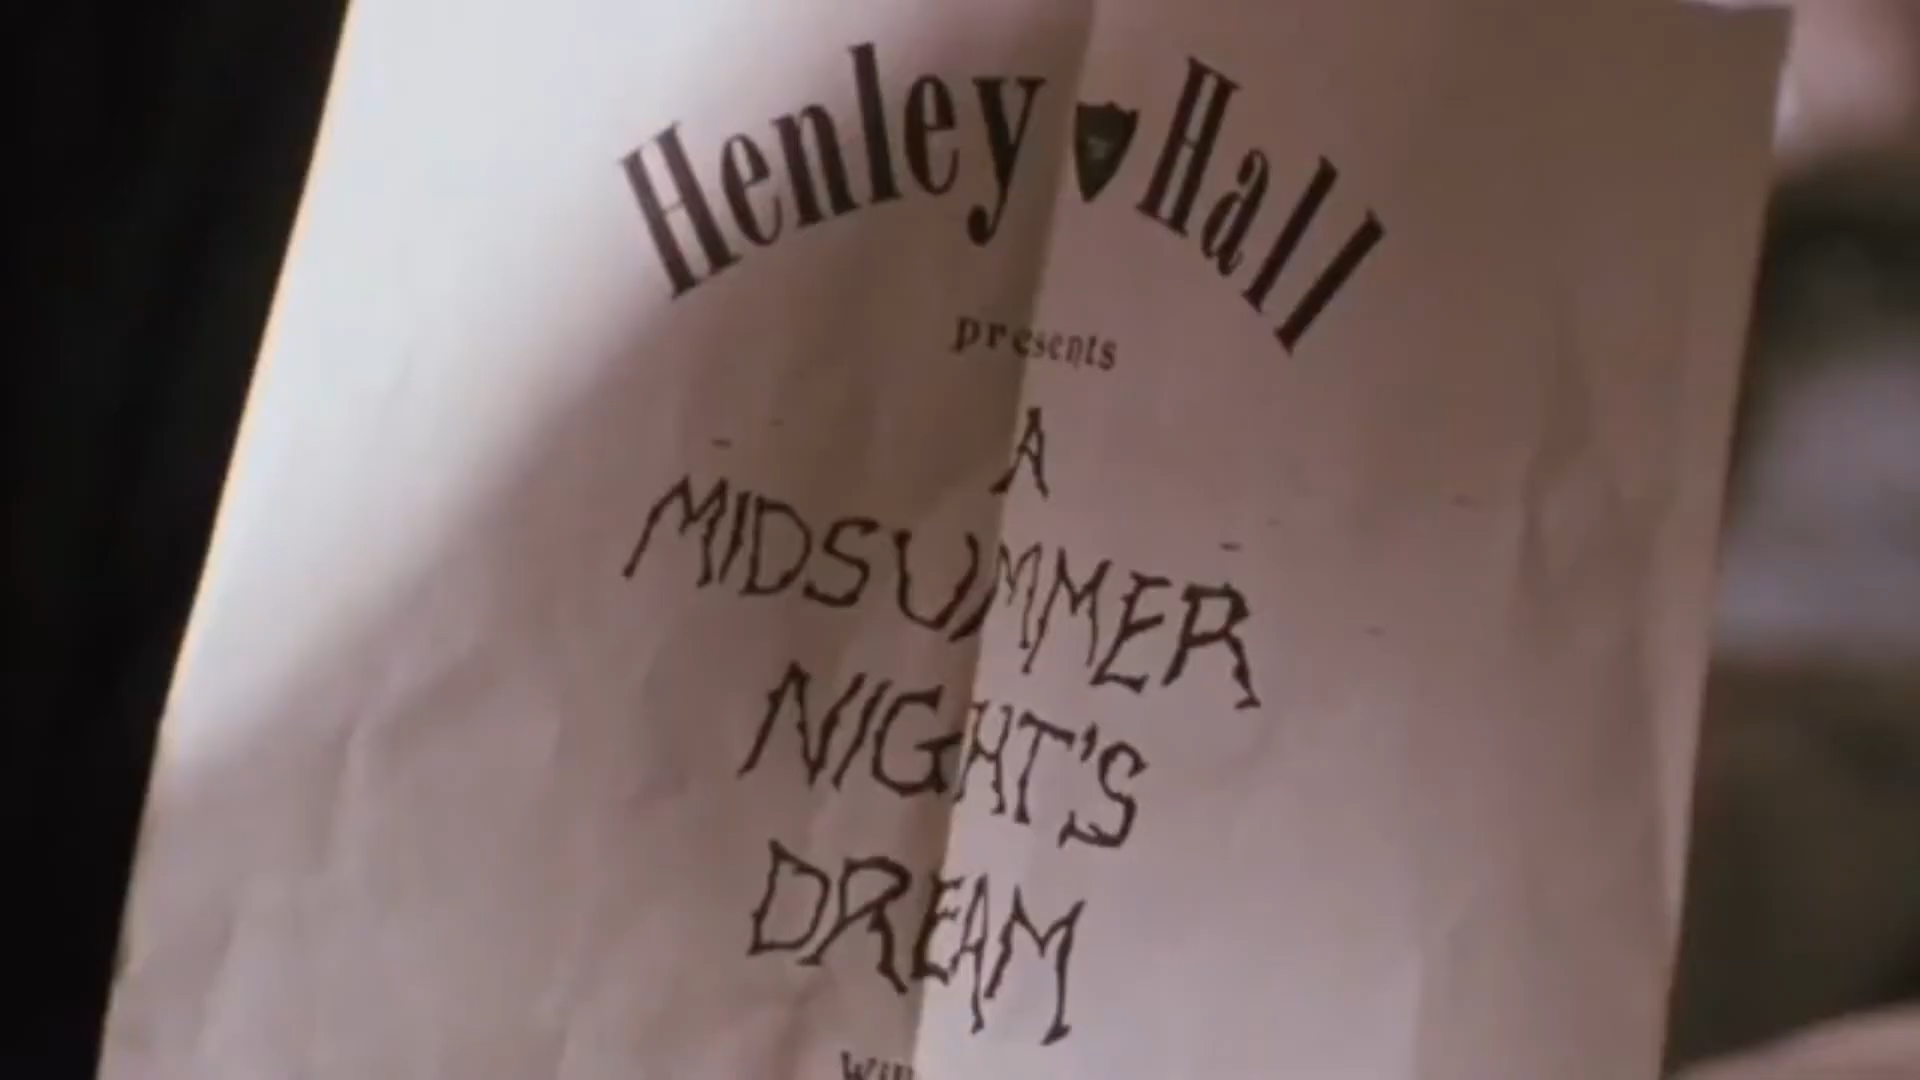 Henley Hall
presents
A
MIDSUMMER
NIGHT'S
DREAM